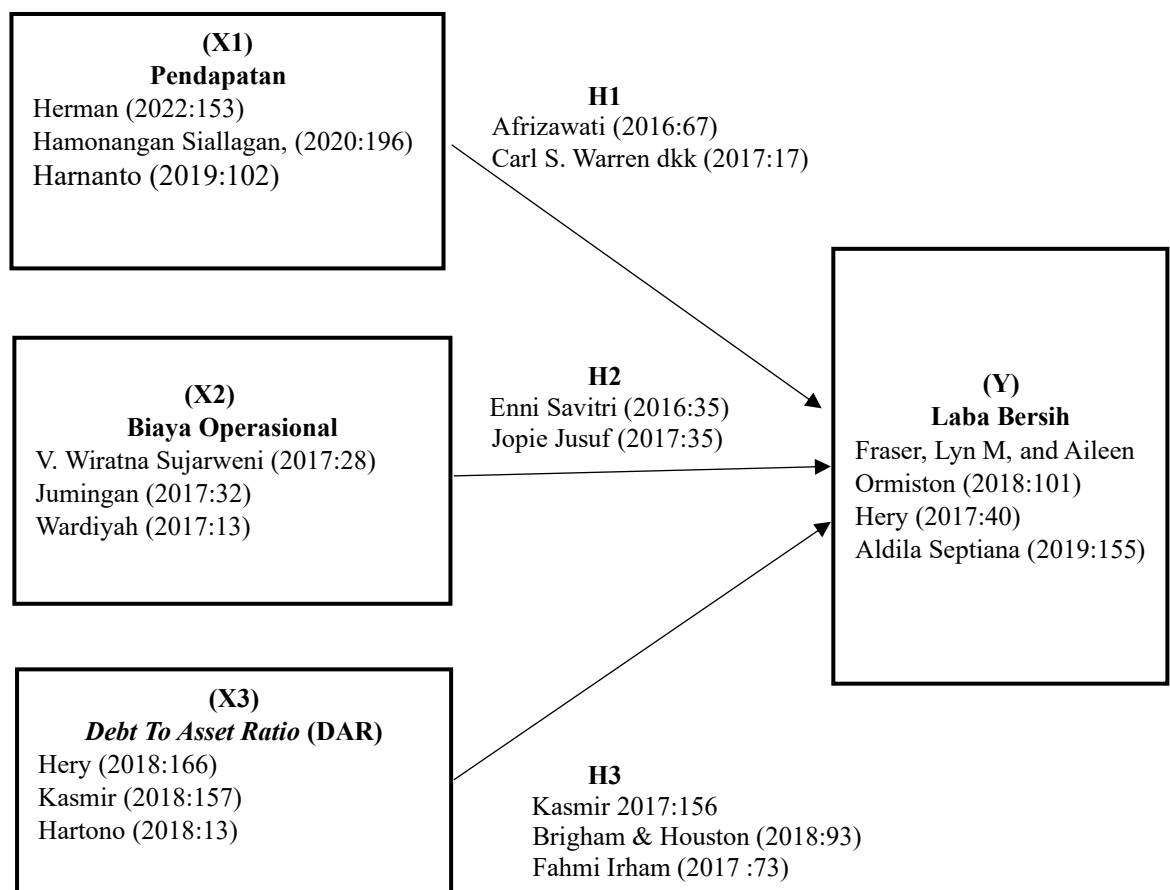 (X1)
Pendapatan
Herman (2022:153)
Hamonangan Siallagan, (2020:196)
Harnanto (2019:102)
H1
Afrizawati (2016:67)
Carl S. Warren dkk (2017:17)
(X2)
Biaya Operasional
V. Wiratna Sujarweni (2017:28)
Jumingan (2017:32)
Wardiyah (2017:13)
H2
Enni Savitri (2016:35)
Jopie Jusuf (2017:35)
(Y)
Laba Bersih
Fraser, Lyn M, and Aileen
Ormiston (2018:101)
Hery (2017:40)
Aldila Septiana (2019:155)
(X3)
Debt To Asset Ratio (DAR)
Hery (2018:166)
Kasmir (2018:157)
Hartono (2018:13)
H3
Kasmir 2017:156
Brigham & Houston (2018:93)
Fahmi Irham (2017 :73)